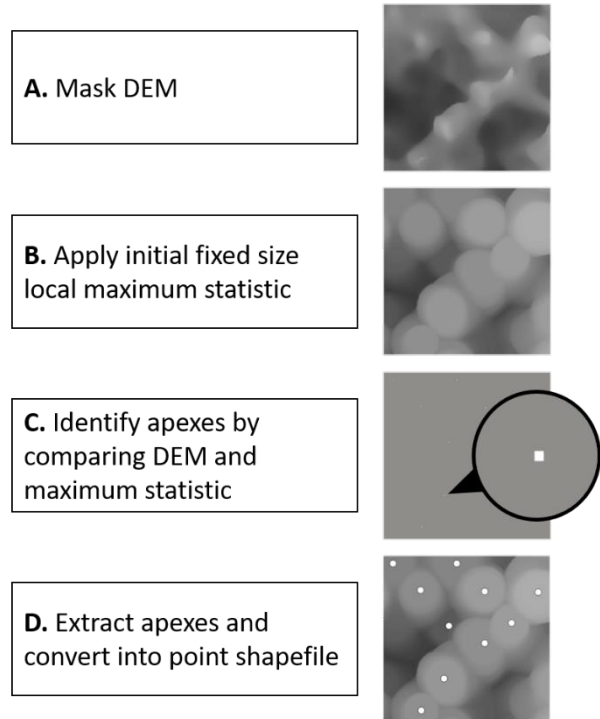 A. Mask DEM
B. Apply initial fixed size
local maximum statistic
C. Identify apexes by
comparing DEM and
maximum statistic
D. Extract apexes and
convert into point shapefile